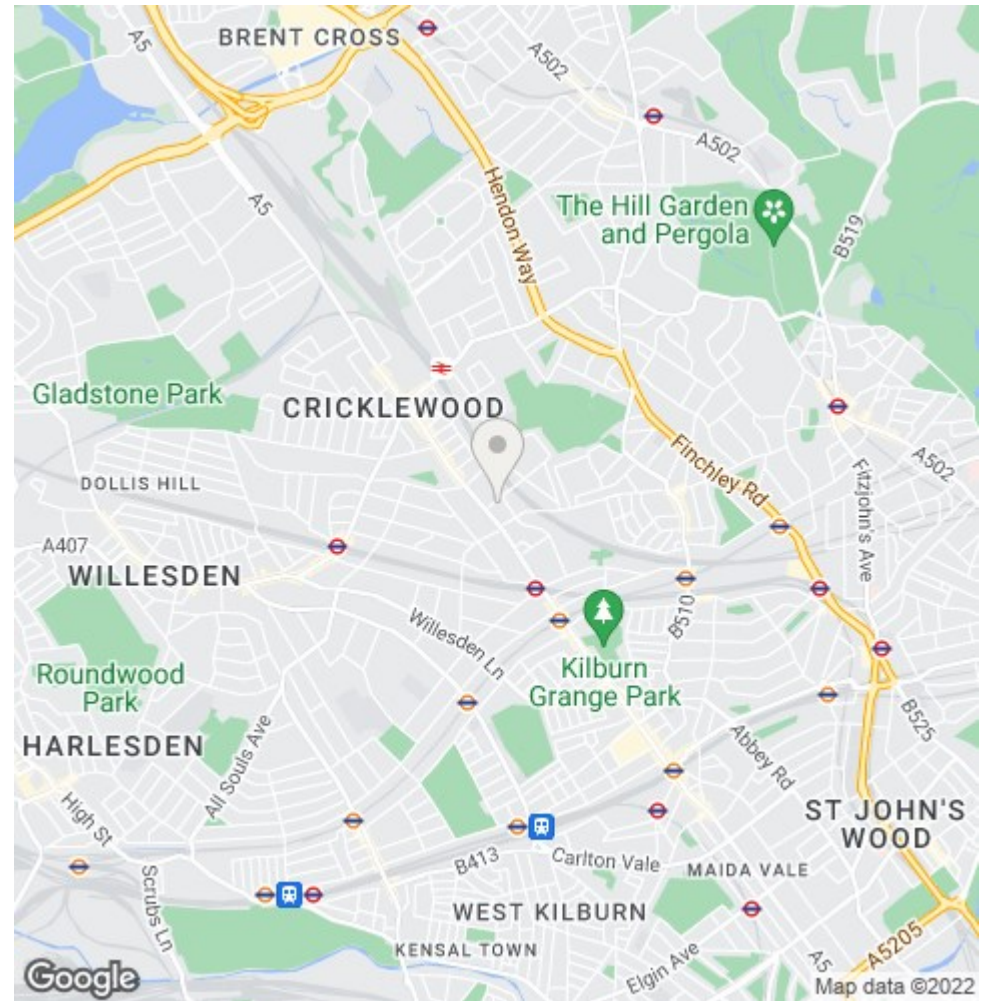 BRENT CROSS
A5
A502
A502
A5
Hendon Way
The Hill Garden
and Pergola
B519
Gladstone Park
CRICKLEWOOD
Finchley Rd
A502
Fitzjohn's Ave
DOLLIS HILL
A407
WILLESDEN
Willesden Ln
B510
Kilburn
Grange Park
Roundwood
Park
HARLESDEN
All Souls Ave
Abbey Rd
B525
High St
ST JOHN'S
WOOD
B413
Carlton Vale
MAIDA VALE
Scrubs Ln
WEST KILBURN
KENSAL TOWN
Elgin Ave
A5
A5205
Google
Map data ©2022